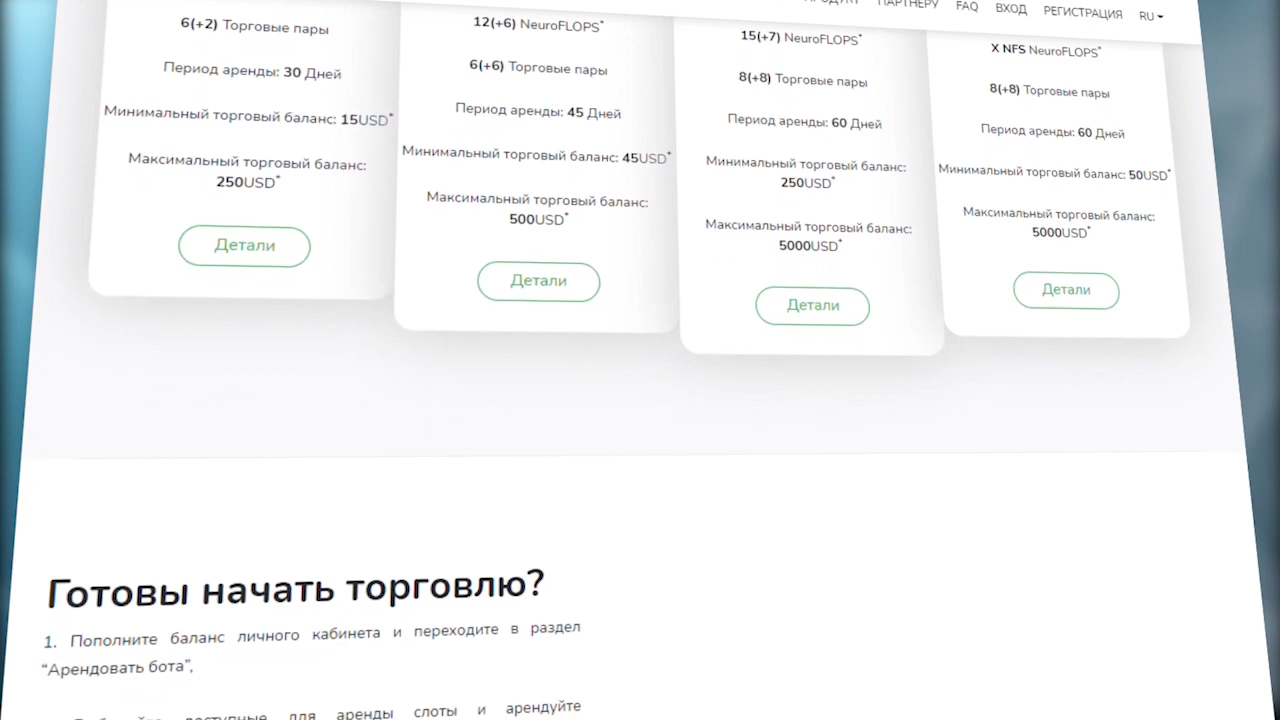 ПАРТНЕРУ FAQ ВХОД РЕГИСТРАЦИЯ RU
6(+2) Торговые пары
Период аренды: 30 Дней
Минимальный торговый баланс: 15USD*
Максимальный торговый баланс:
250USD*
Детали
12(+6) NeuroFLOPS*
6(+6) Торговые пары
Период аренды: 45 Дней
Минимальный торговый баланс: 45USD*
Максимальный торговый баланс:
500USD*
Детали
15(+7) NeuroFLOPS*
8(+8) Торговые пары
Период аренды: 60 Дней
Минимальный торговый баланс:
250USD*
Максимальный торговый баланс:
5000USD*
Детали
X NFS NeuroFLOPS*
8(+8) Торговые пары
Период аренды: 60 Дней
Минимальный торговый баланс: 50USD*
Максимальный торговый баланс:
5000USD*
Детали
Готовы начать торговлю?
1. Пополните баланс личного кабинета и переходите в раздел
“Арендовать бота”,
доступные для аренды слоты и арендуйте